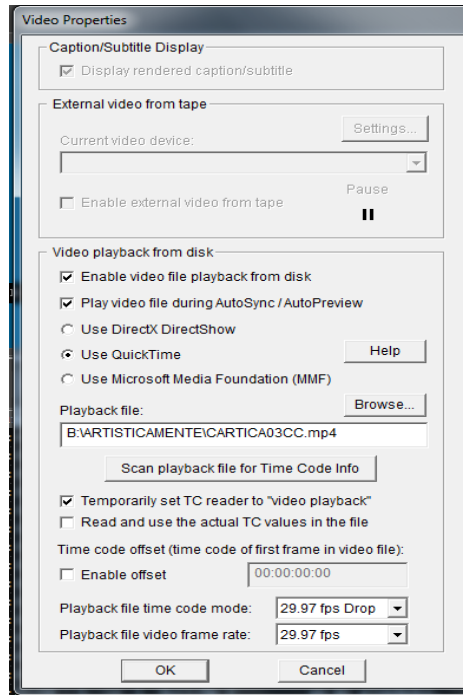 Video Properties
Caption/Subtitle Display
Display rendered caption/subtitle
External video from tape
Settings...
Current video device:
Enable external video from tape
Pause
Video playback from disk
Enable video file playback from disk
Play video file during AutoSync / AutoPreview
Use DirectX DirectShow
Use QuickTime
Help
Use Microsoft Media Foundation (MMF)
Playback file:
Browse...
B:\ARTISTICAMENTE\CARTICA03CC.mp4
Scan playback file for Time Code Info
Temporarily set TC reader to "video playback"
Read and use the actual TC values in the file
Time code offset (time code of first frame in video file):
Enable offset
00:00:00:00
Playback file time code mode:
29.97 fps Drop
Playback file video frame rate:
29.97 fps
OK
Cancel